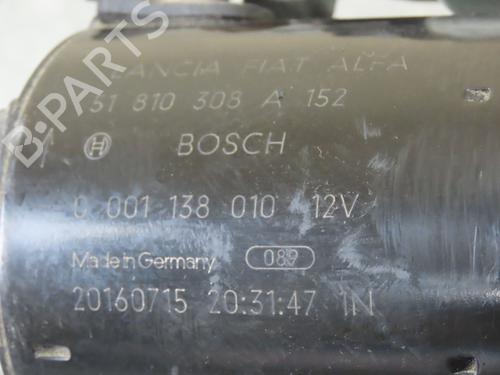 LANCIA FIAT ALFA
51 810 308 A 152
BOSCH
0 001 138 010 12V
Made in Germany 089
20160715 20:31:47 IN
B-PARTS